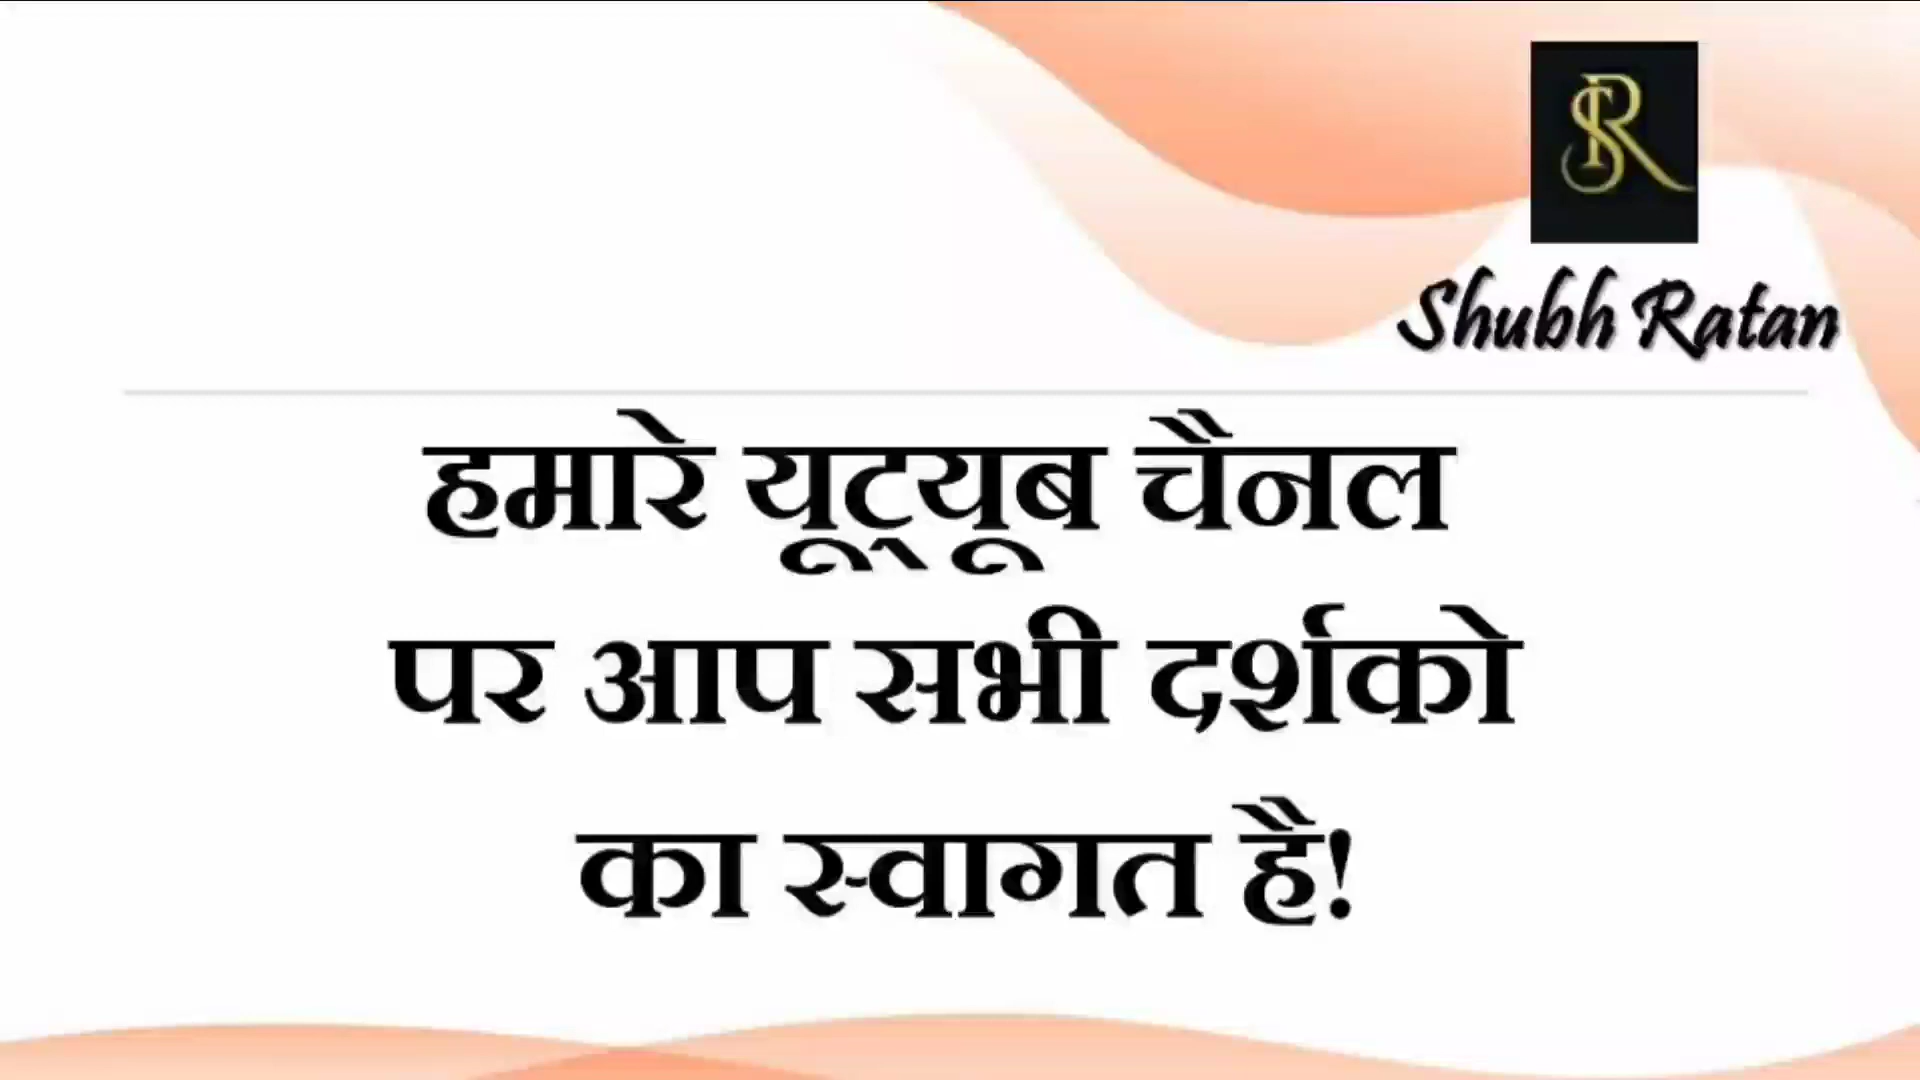 SR
Shubh Ratan
हमारे यूट्यूब चैनल
पर आप सभी दर्शको
का स्वागत है!